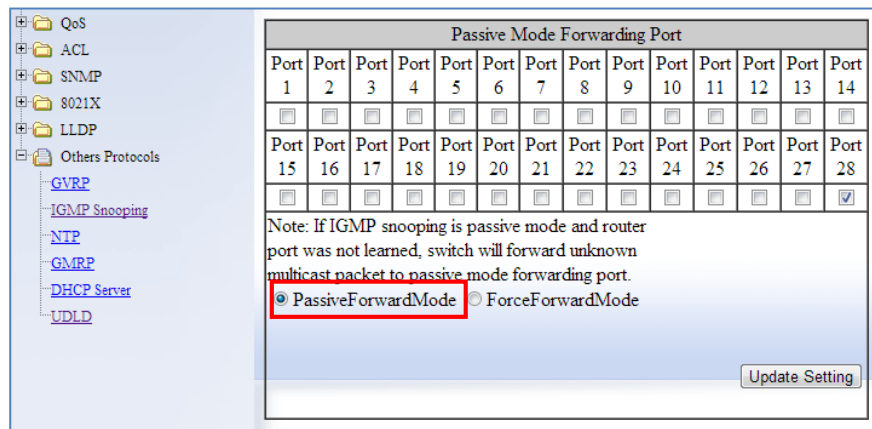 QoS
ACL
SNMP
8021X
LLDP
Others Protocols
GVRP
IGMP Snooping
NTP
GMRP
DHCP Server
UDLD
Passive Mode Forwarding Port
Port 1 Port 2 Port 3 Port 4 Port 5 Port 6 Port 7 Port 8 Port 9 Port 10 Port 11 Port 12 Port 13 Port 14
Port 15 Port 16 Port 17 Port 18 Port 19 Port 20 Port 21 Port 22 Port 23 Port 24 Port 25 Port 26 Port 27 Port 28
Note: If IGMP snooping is passive mode and router
port was not learned, switch will forward unknown
multicast packet to passive mode forwarding port.
PassiveForwardMode ForceForwardMode
Update Setting